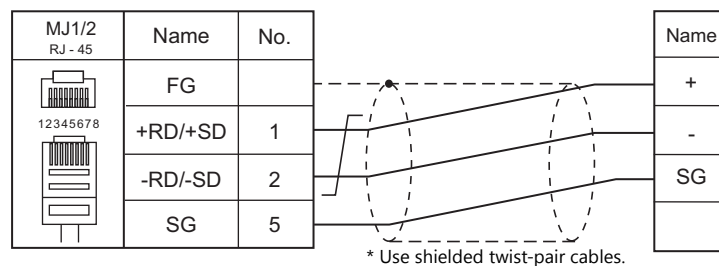 MJ1/2 Name No. Name
RJ - 45
FG +
12345678
+RD/+SD 1 -
-RD/-SD 2 SG
SG 5
* Use shielded twist-pair cables.